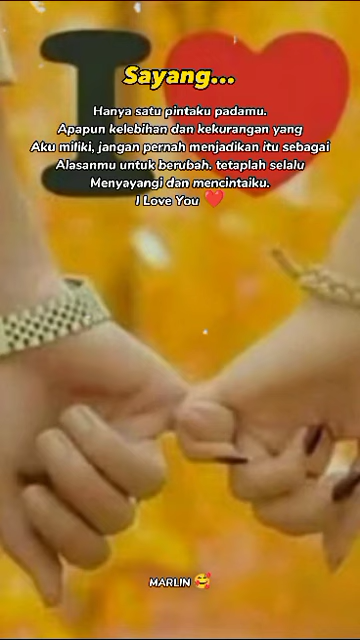 I ❤
Sayang...
Hanya satu pintaku padamu.
Apapun kelebihan dan kekurangan yang
Aku miliki, jangan pernah menjadikan itu sebagai
Alasanmu untuk berubah. tetaplah selalu
Menyayangi dan mencintaiku.
I Love You ❤️
MARLIN 🥰